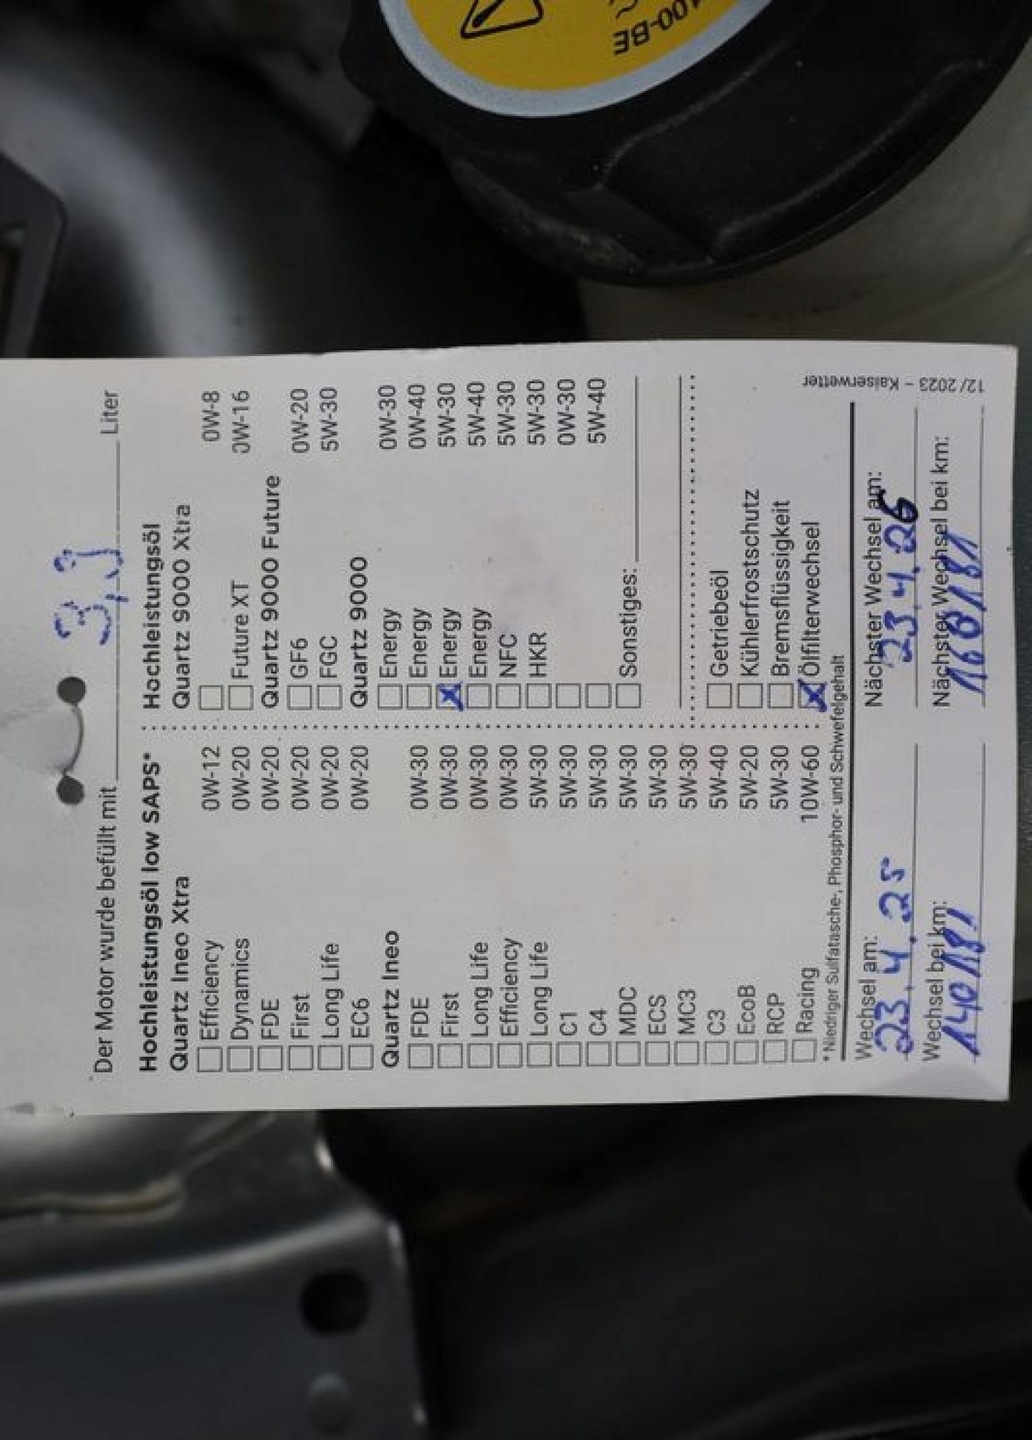 100-BE
Der Motor wurde befüllt mit 3,3 Liter
Hochleistungsöl low SAPS*
Quartz Ineo Xtra
Efficiency 0W-12
Dynamics 0W-20
FDE 0W-20
First 0W-20
Long Life 0W-20
EC6 0W-20
Quartz Ineo
FDE 0W-30
First 0W-30
Long Life 0W-30
Efficiency 0W-30
Long Life 5W-30
C1 5W-30
C4 5W-30
MDC 5W-30
ECS 5W-30
MC3 5W-30
C3 5W-40
EcoB 5W-20
RCP 5W-30
Racing 10W-60
Hochleistungsöl
Quartz 9000 Xtra
0W-8
Future XT 0W-16
Quartz 9000 Future
GF6 0W-20
FGC 5W-30
Quartz 9000
Energy 0W-30
Energy 0W-40
X Energy 5W-30
Energy 5W-40
NFC 5W-30
HKR 5W-30
0W-30
5W-40
Sonstiges:
Getriebeöl
Kühlerfrostschutz
Bremsflüssigkeit
X Ölfilterwechsel
*Niedriger Sulfatasche-, Phosphor- und Schwefelgehalt
Wechsel am: 23.4.25
Nächster Wechsel am: 23.4.26
Wechsel bei km: 140181
Nächster Wechsel bei km: 160181
12/2023 – Kaiserwetter